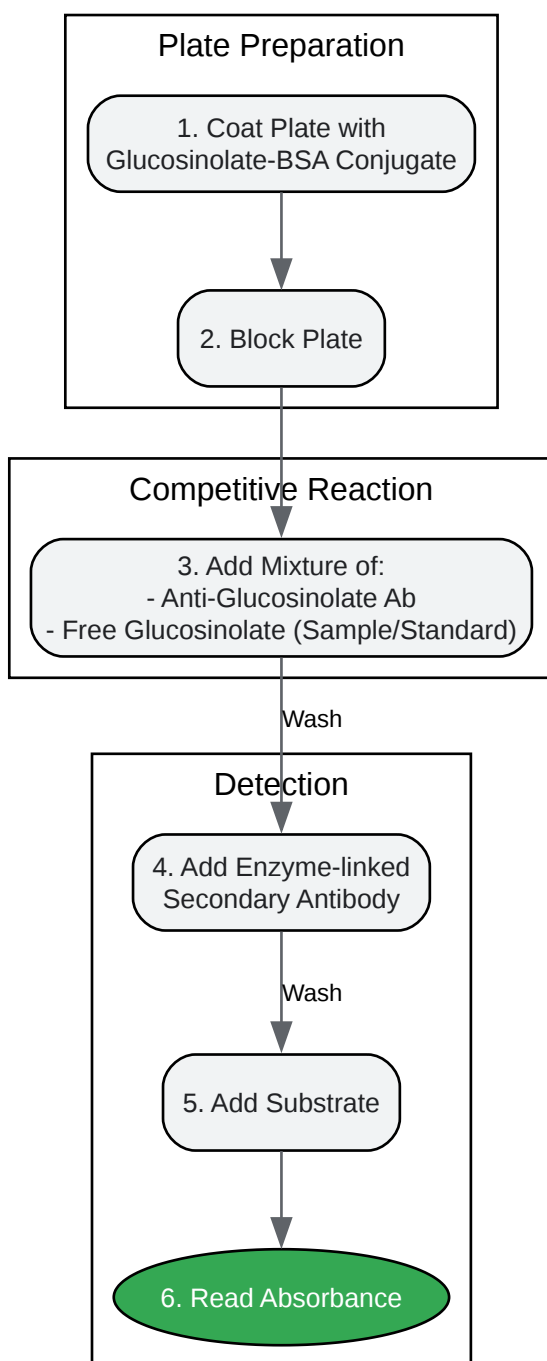 Plate Preparation
1. Coat Plate with
Glucosinolate-BSA Conjugate
2. Block Plate
Competitive Reaction
3. Add Mixture of:
- Anti-Glucosinolate Ab
- Free Glucosinolate (Sample/Standard)
Wash
Detection
4. Add Enzyme-linked
Secondary Antibody
Wash
5. Add Substrate
6. Read Absorbance